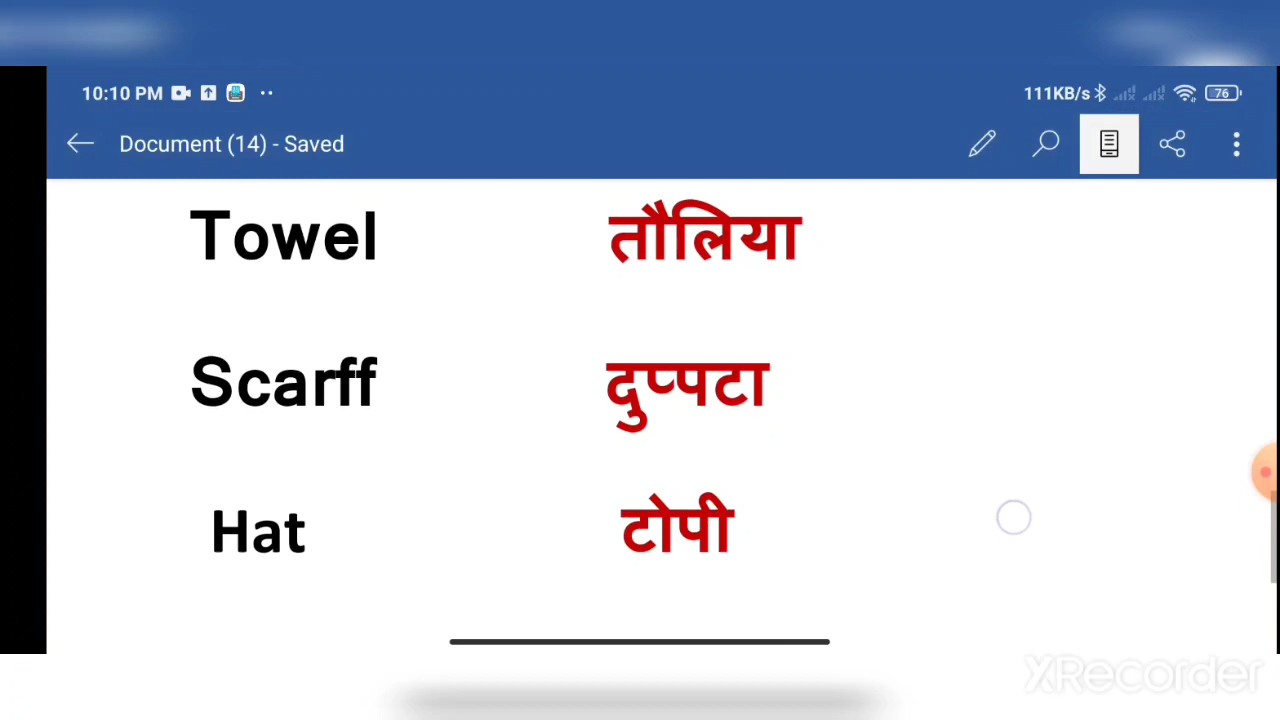 10:10 PM 111KB/s 76
Document (14) - Saved
Towel तौलिया
Scarff दुप्पटा
Hat टोपी
XRecorder